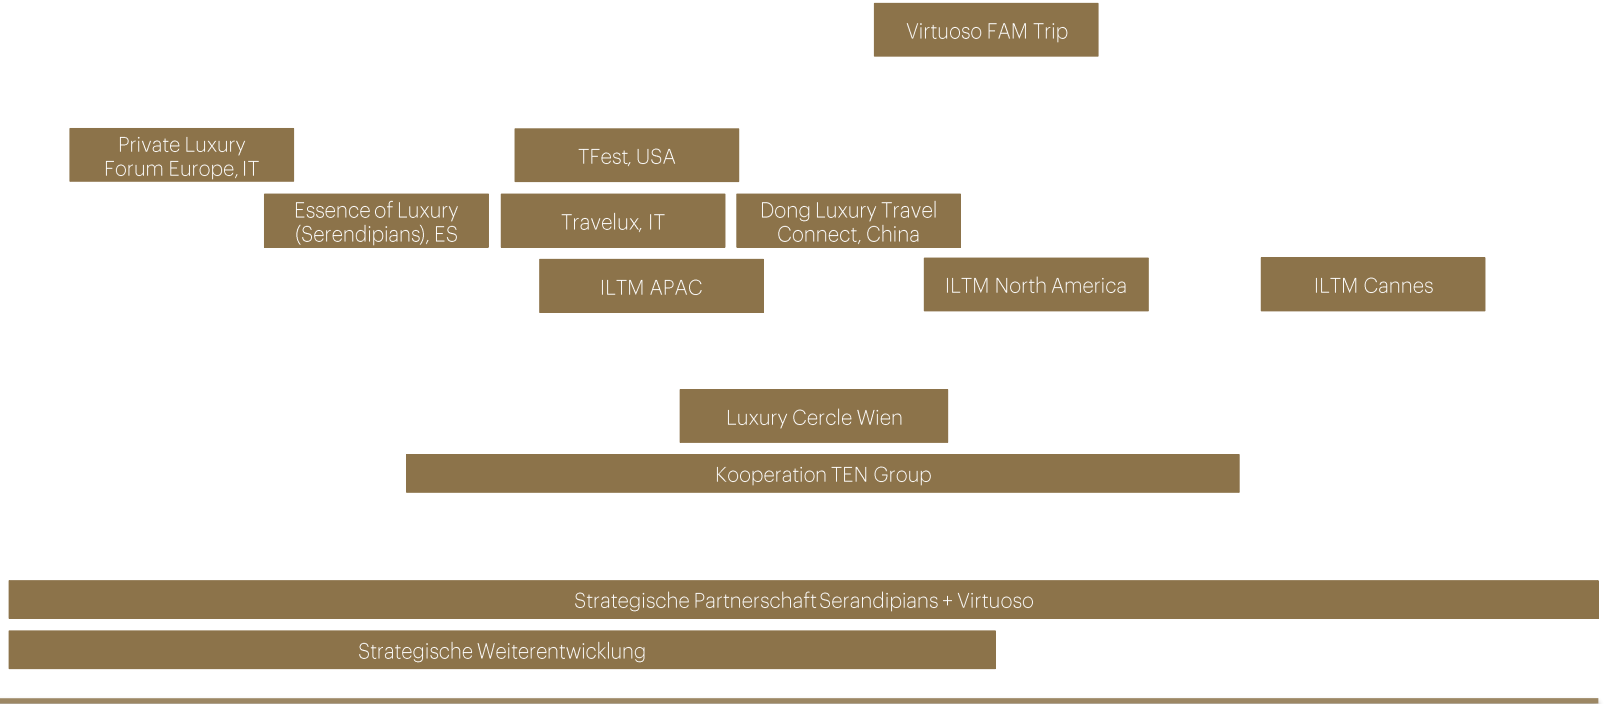 Virtuoso FAM Trip
Private Luxury
Forum Europe, IT
TFest, USA
Essence of Luxury
(Serendipians), ES
Travelux, IT
Dong Luxury Travel
Connect, China
ILTM APAC
ILTM North America
ILTM Cannes
Luxury Cercle Wien
Kooperation TEN Group
Strategische Partnerschaft Serandipians + Virtuoso
Strategische Weiterentwicklung